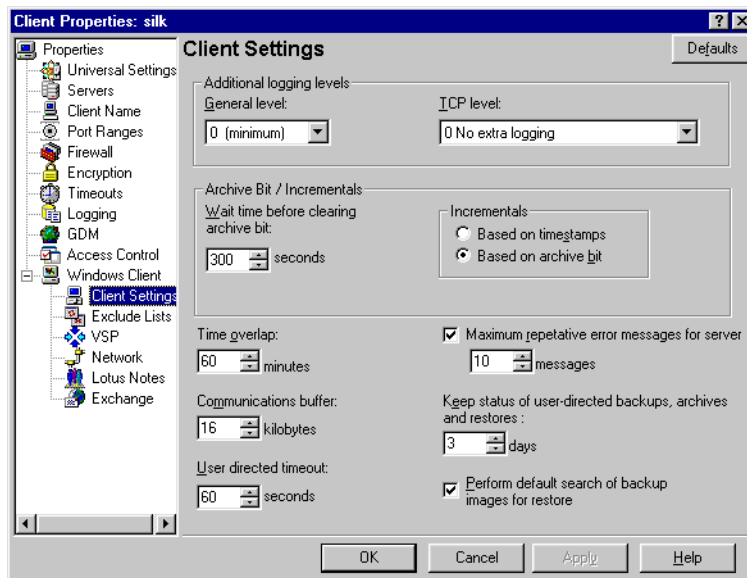 Client Properties: silk
Properties
Universal Settings
Servers
Client Name
Port Ranges
Firewall
Encryption
Timeouts
Logging
GDM
Access Control
Windows Client
Client Settings
Exclude Lists
VSP
Network
Lotus Notes
Exchange
Client Settings
Defaults
Additional logging levels
General level:
TCP level:
0 (minimum)
0 No extra logging
Archive Bit / Incrementals
Wait time before clearing
archive bit:
300 seconds
Incrementals
Based on timestamps
Based on archive bit
Time overlap:
60 minutes
Maximum repetative error messages for server
10 messages
Communications buffer:
16 kilobytes
Keep status of user-directed backups, archives
and restores :
3 days
User directed timeout:
60 seconds
Perform default search of backup
images for restore
OK
Cancel
Apply
Help